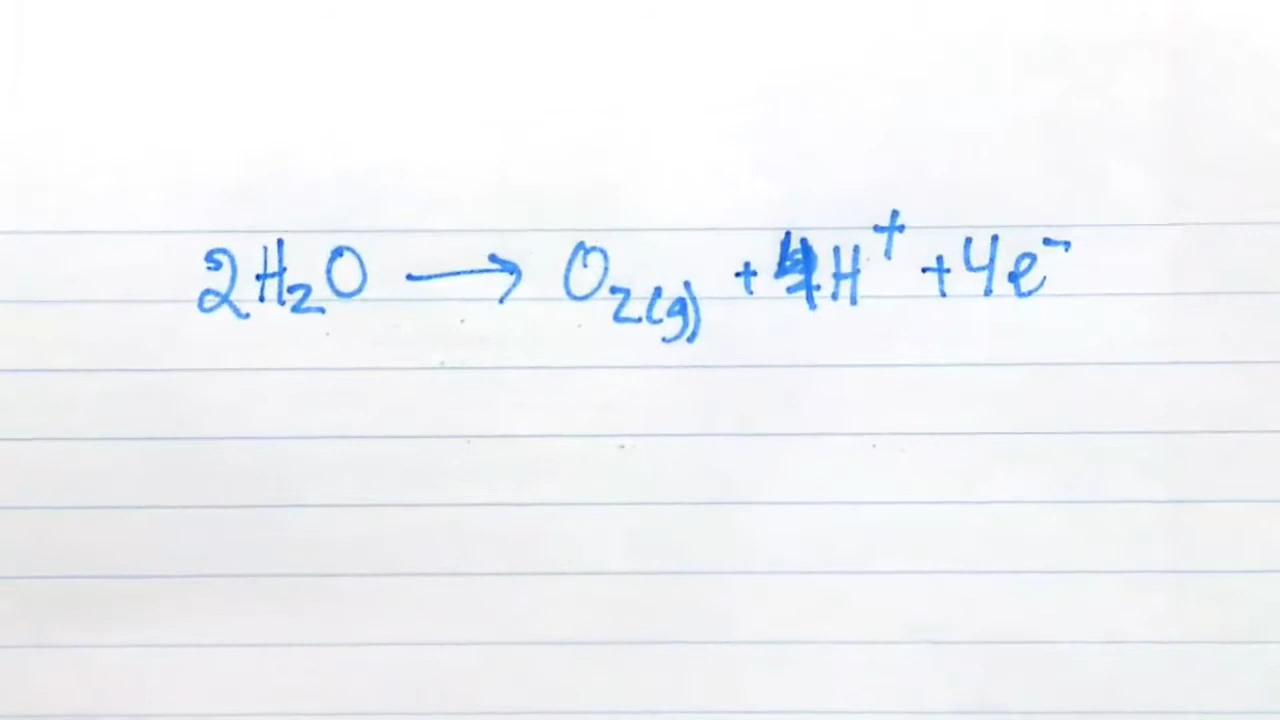 2H₂O ⟶ O₂(g) + 4H⁺ + 4e⁻